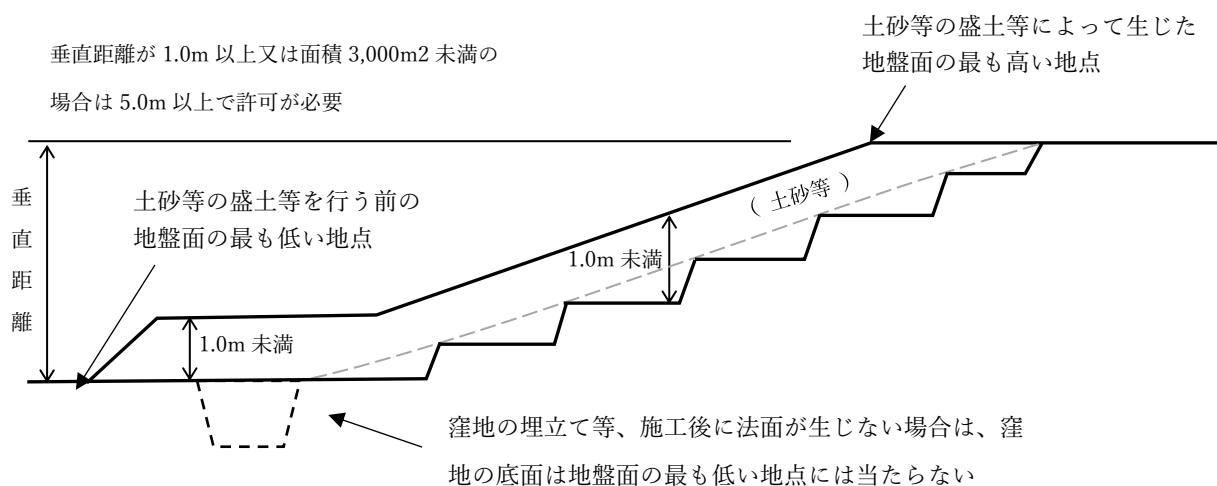 垂直距離が 1.0m 以上又は面積 3,000m2 未満の
場合は 5.0m 以上で許可が必要
土砂等の盛土等によって生じた
地盤面の最も高い地点
垂直距離
土砂等の盛土等を行う前の
地盤面の最も低い地点
（ 土砂等 ）
1.0m 未満
1.0m 未満
窪地の埋立て等、施工後に法面が生じない場合は、窪
地の底面は地盤面の最も低い地点には当たらない